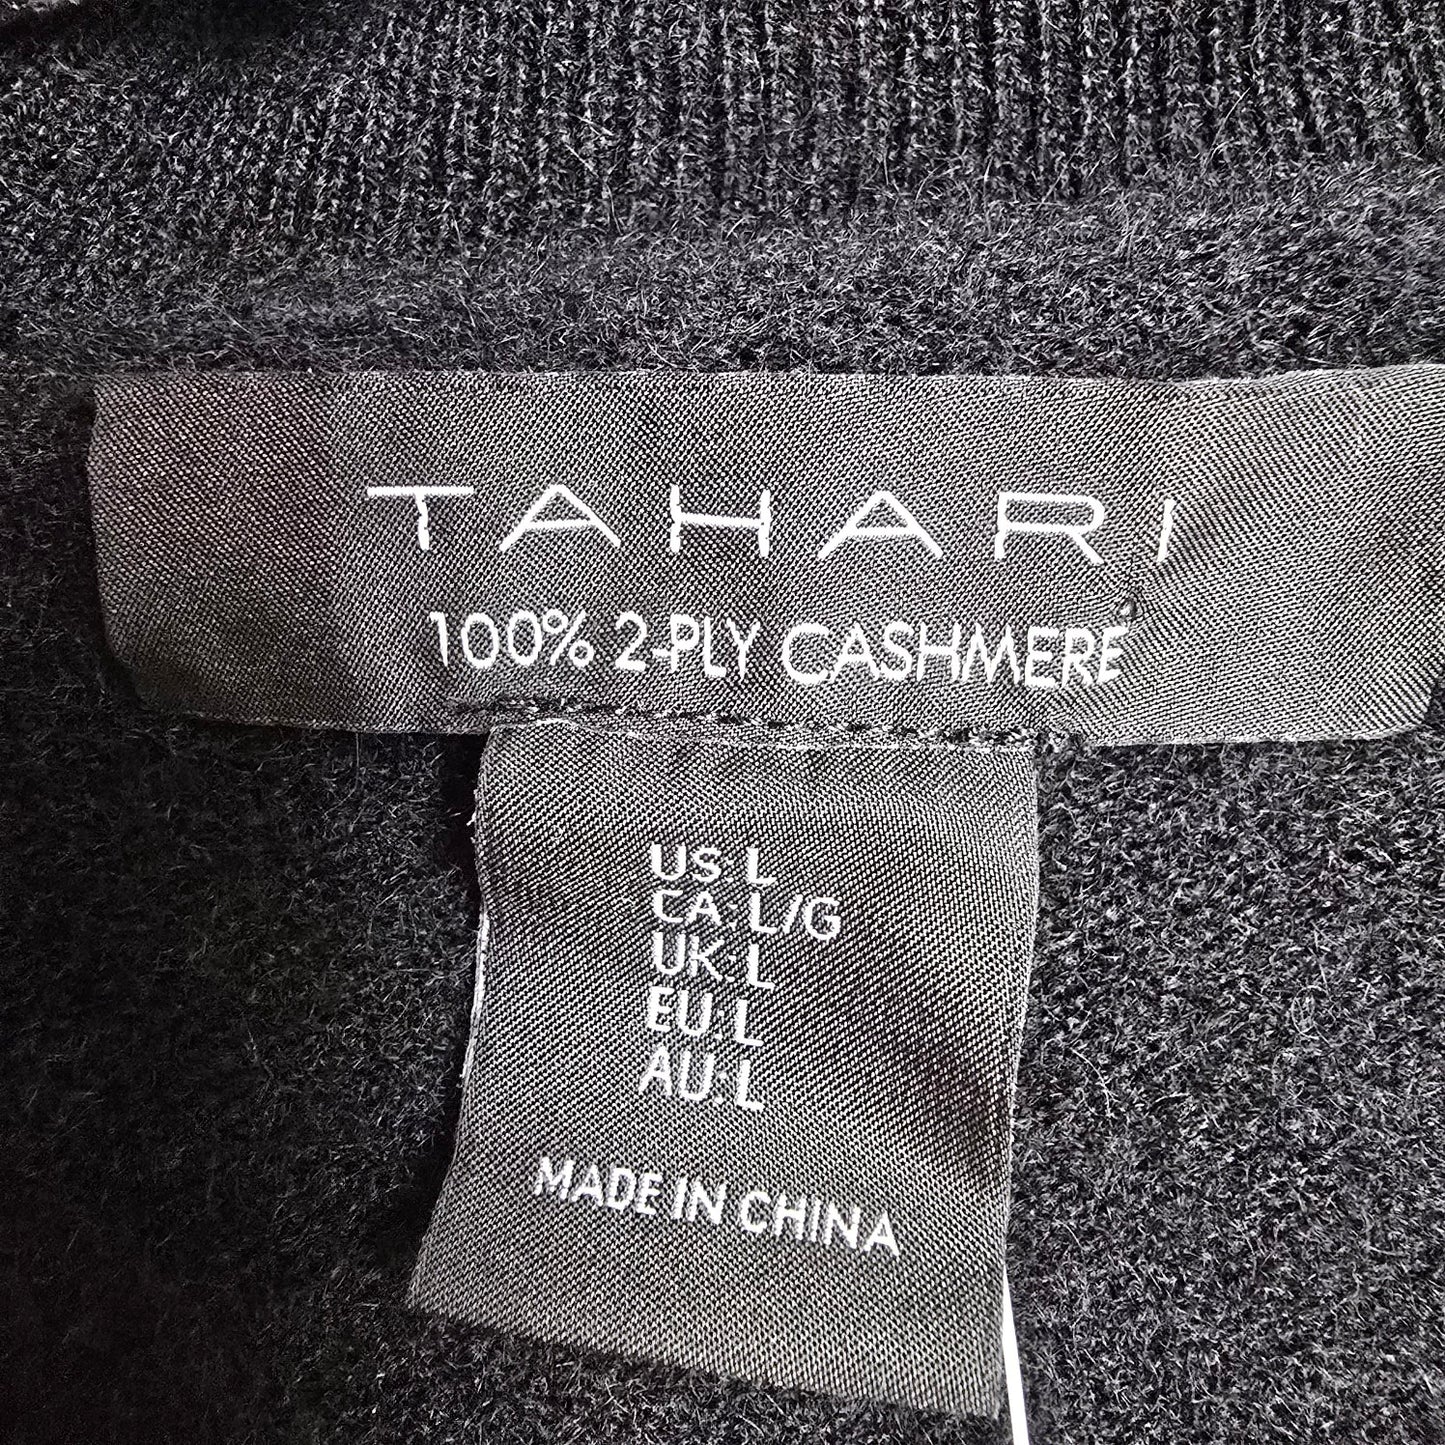 TAHARI
100% 2-PLY CASHMERE
US:L
CA:L/G
UK:L
EU:L
AU:L
MADE IN CHINA